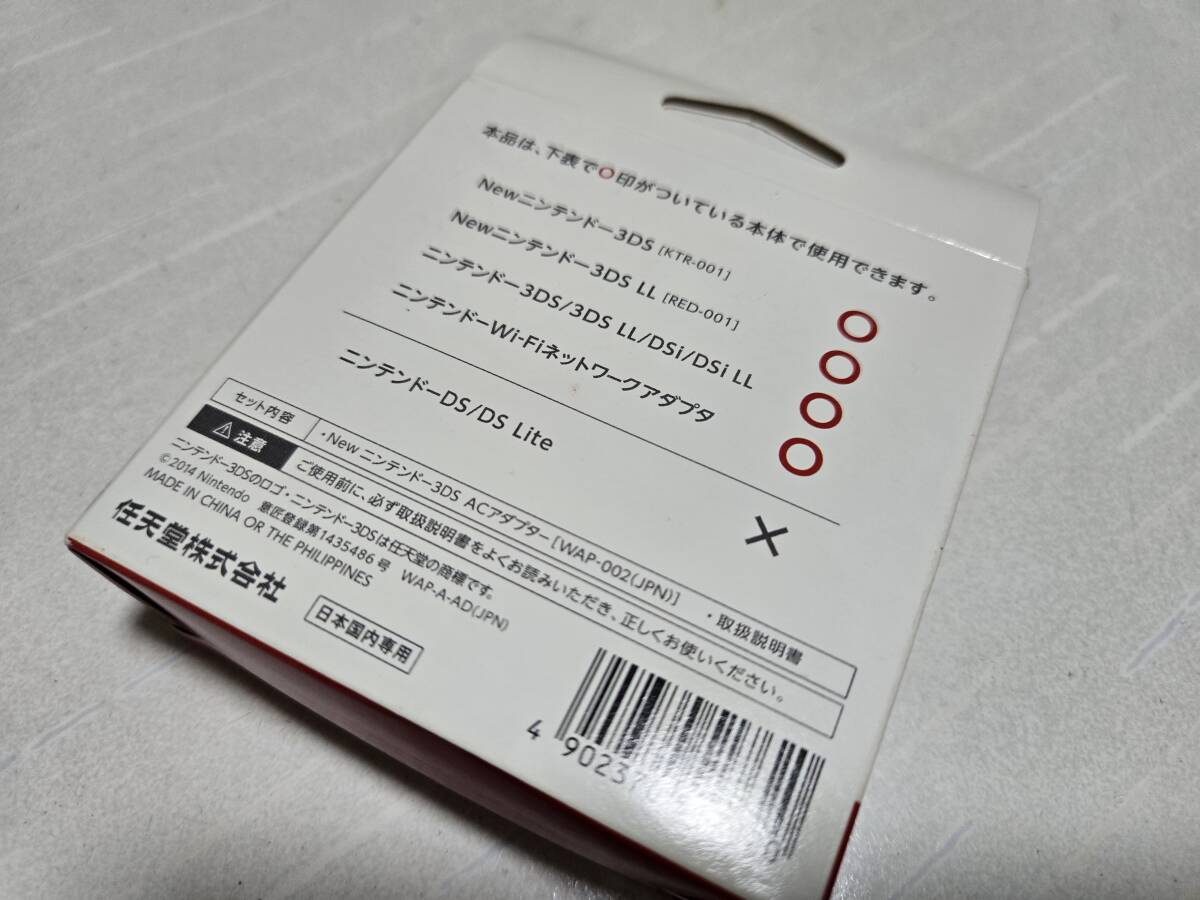 本品は、下表で○印がついている本体で使用できます。
Newニンテンドー3DS [KTR-001] ○
Newニンテンドー3DS LL [RED-001] ○
ニンテンドー3DS/3DS LL/DSi/DSi LL ○
ニンテンドーWi-Fiネットワークアダプタ ○
ニンテンドーDS/DS Lite ×
セット内容 ・New ニンテンドー3DS ACアダプター [WAP-002(JPN)] ・取扱説明書
⚠ 注意 ご使用前に、必ず取扱説明書をよくお読みいただき、正しくお使いください。
ニンテンドー3DSのロゴ・ニンテンドー3DSは任天堂の商標です。
© 2014 Nintendo 意匠登録第1435486号 WAP-A-AD(JPN)
MADE IN CHINA OR THE PHILIPPINES
任天堂株式会社
日本国内専用
4 90237